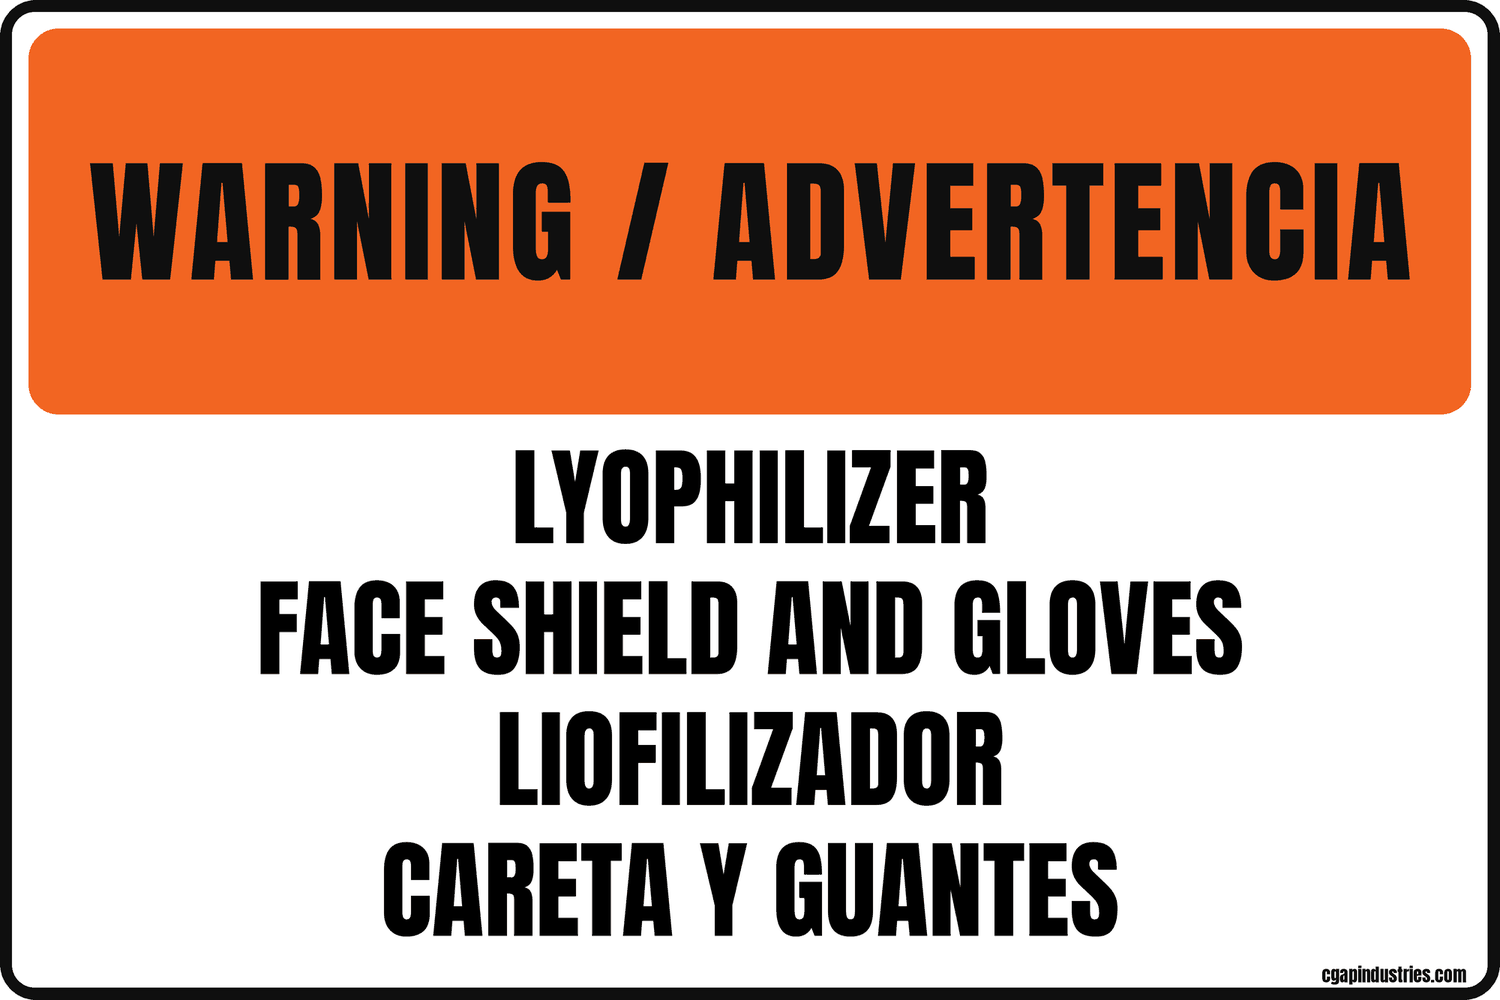 WARNING / ADVERTENCIA
LYOPHILIZER
FACE SHIELD AND GLOVES
LIOFILIZADOR
CARETA Y GUANTES
cgapindustries.com